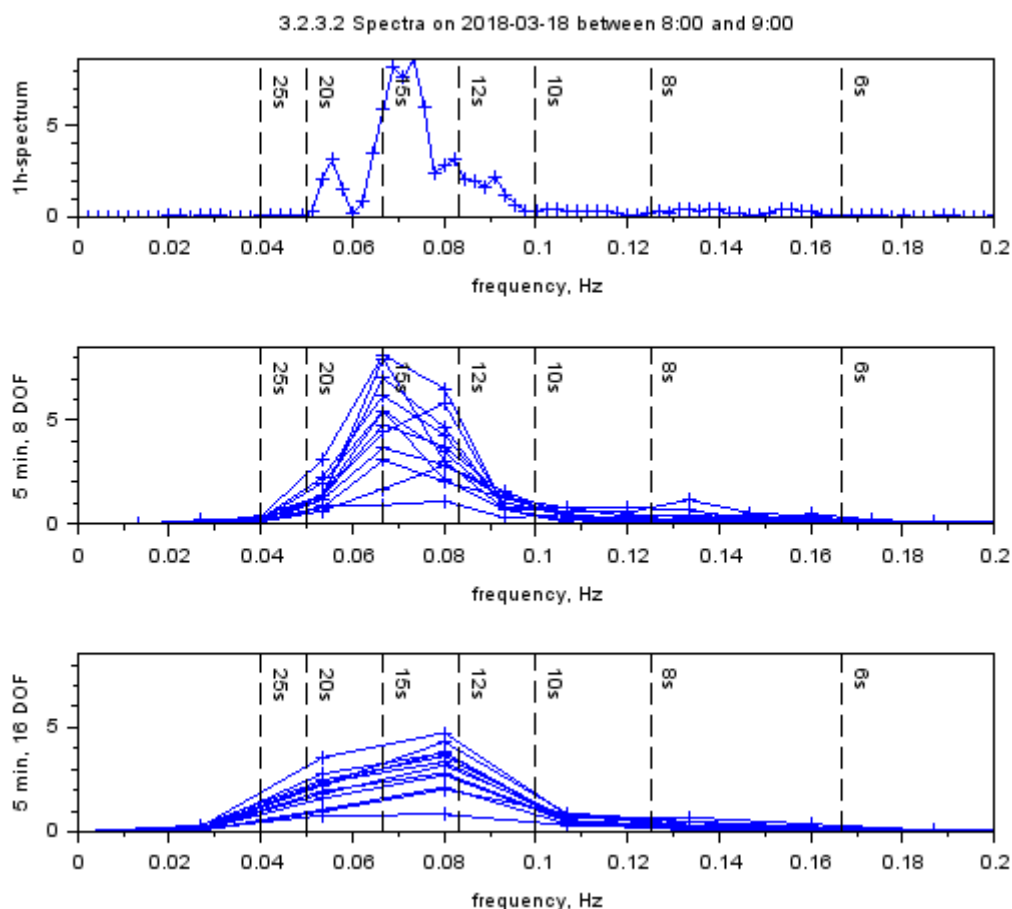 3.2.3.2 Spectra on 2018-03-18 between 8:00 and 9:00
1h-spectrum
5
0
25s
20s
15s
12s
10s
8s
6s
0 0.02 0.04 0.06 0.08 0.1 0.12 0.14 0.16 0.18 0.2
frequency, Hz
5 min, 8 DOF
5
0
25s
20s
15s
12s
10s
8s
6s
0 0.02 0.04 0.06 0.08 0.1 0.12 0.14 0.16 0.18 0.2
frequency, Hz
5 min, 16 DOF
5
0
25s
20s
15s
12s
10s
8s
6s
0 0.02 0.04 0.06 0.08 0.1 0.12 0.14 0.16 0.18 0.2
frequency, Hz